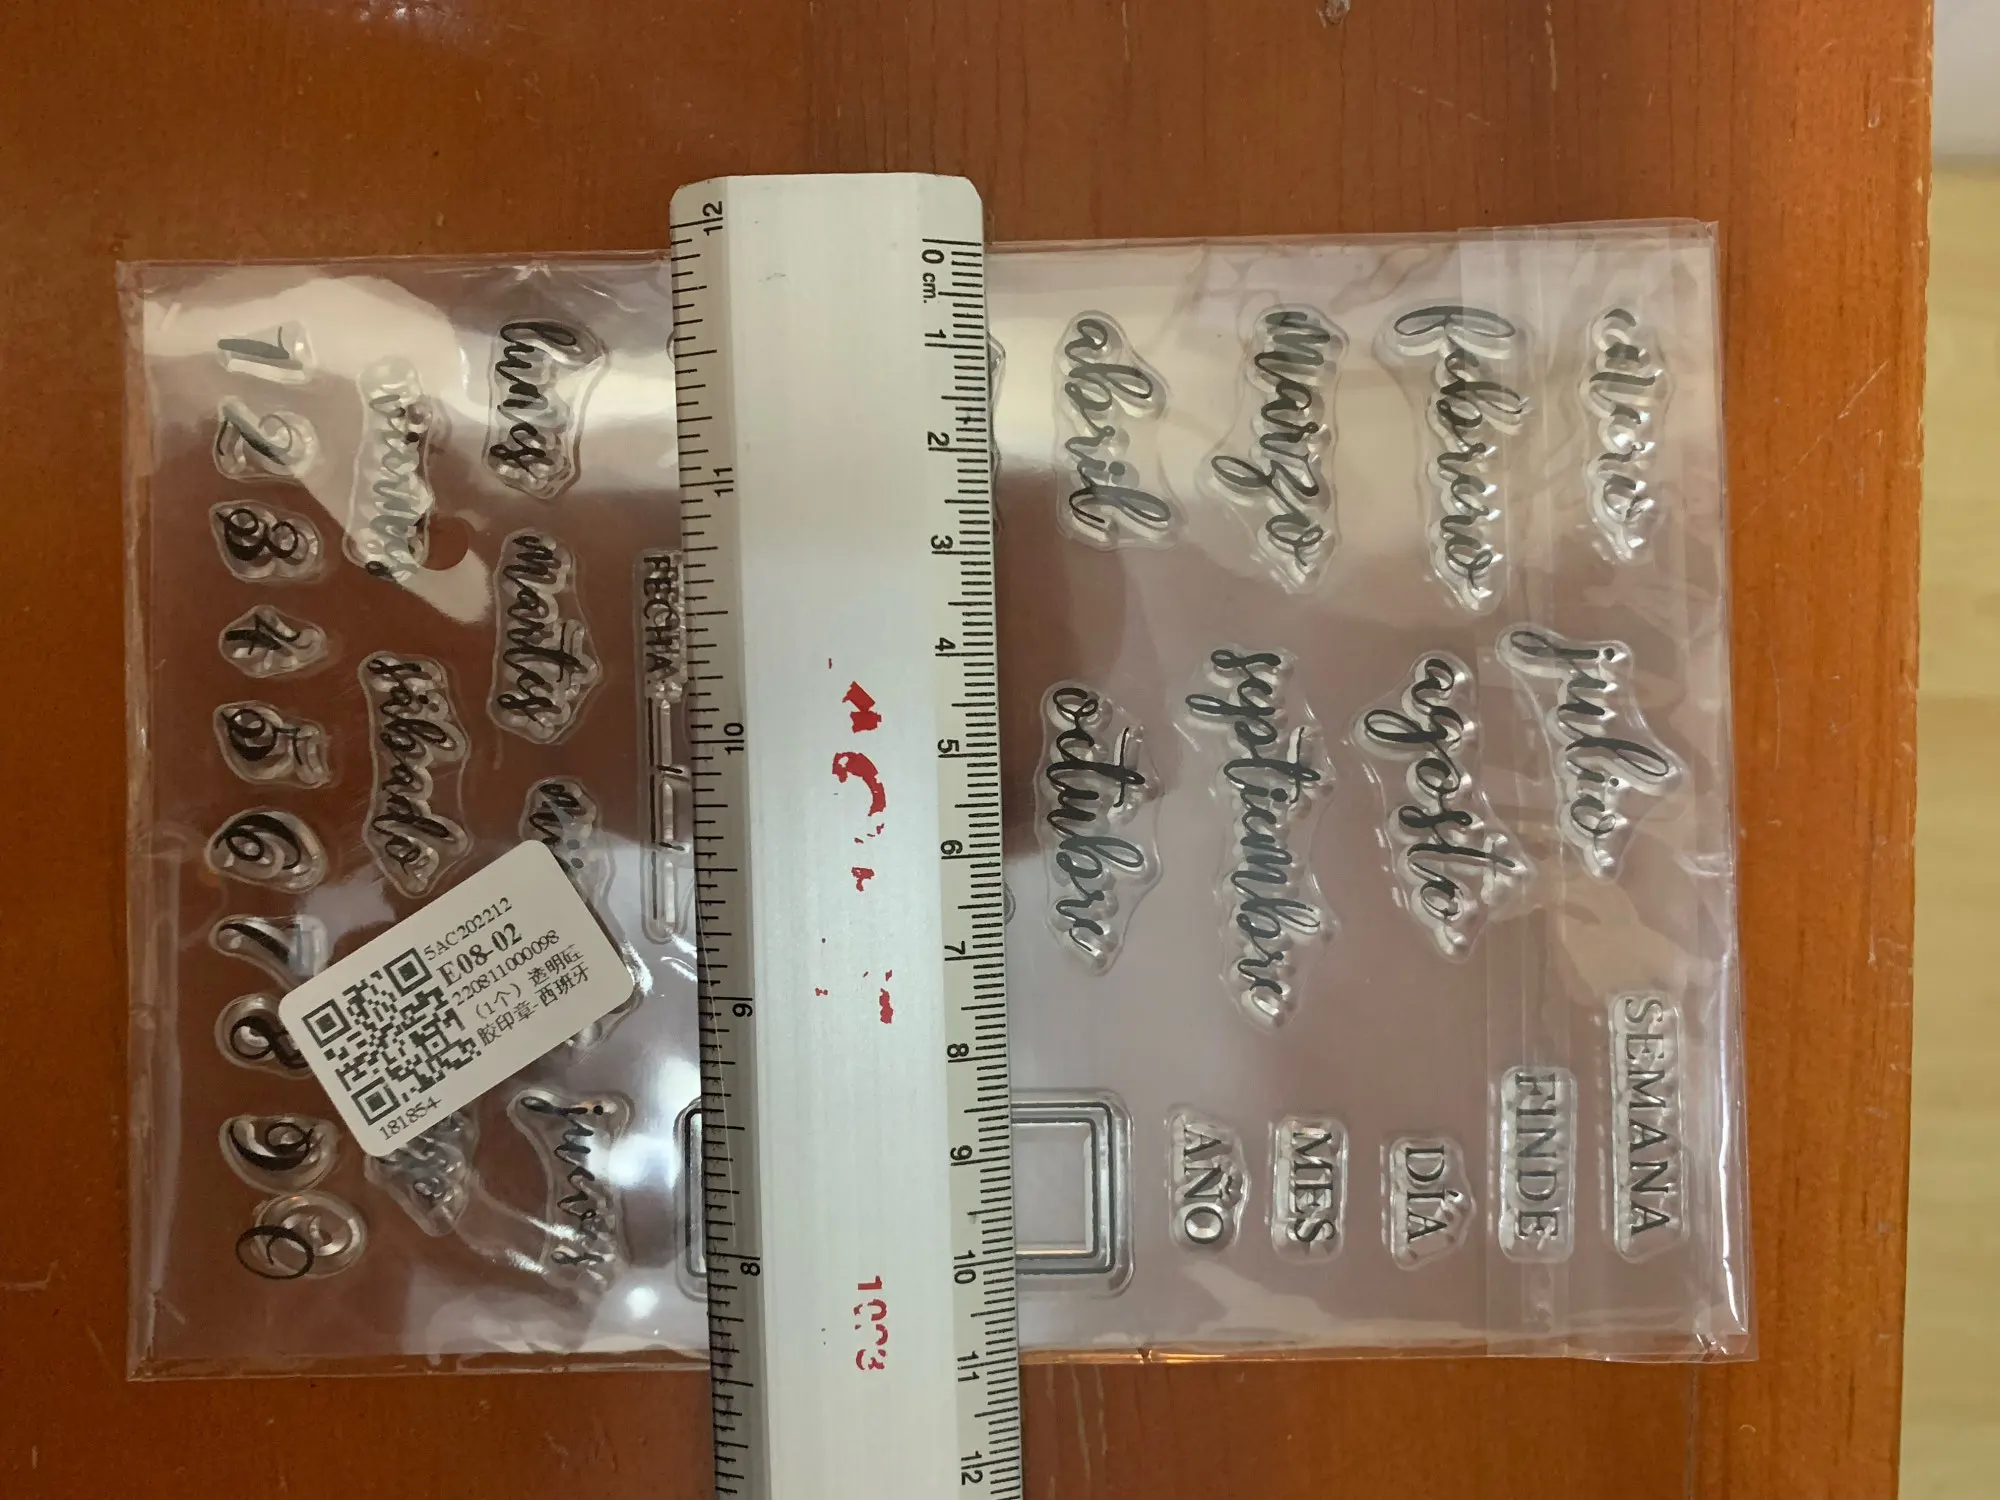 enero
julio
SEMANA
febrero
agosto
FINDE
marzo
septiembre
DÍA
abril
octubre
MES
AÑO
0 cm. 1 2 3 4 5 6 7 8 9 10 11 12
12 11 10 9 8
FECHA / /
lunes martes jueves
viernes sábado
1 2 3 4 5 6 7 8 9 0
5AC202212
E08-02
220811000098
(1个) 透明硅
胶印章-西班牙
181854